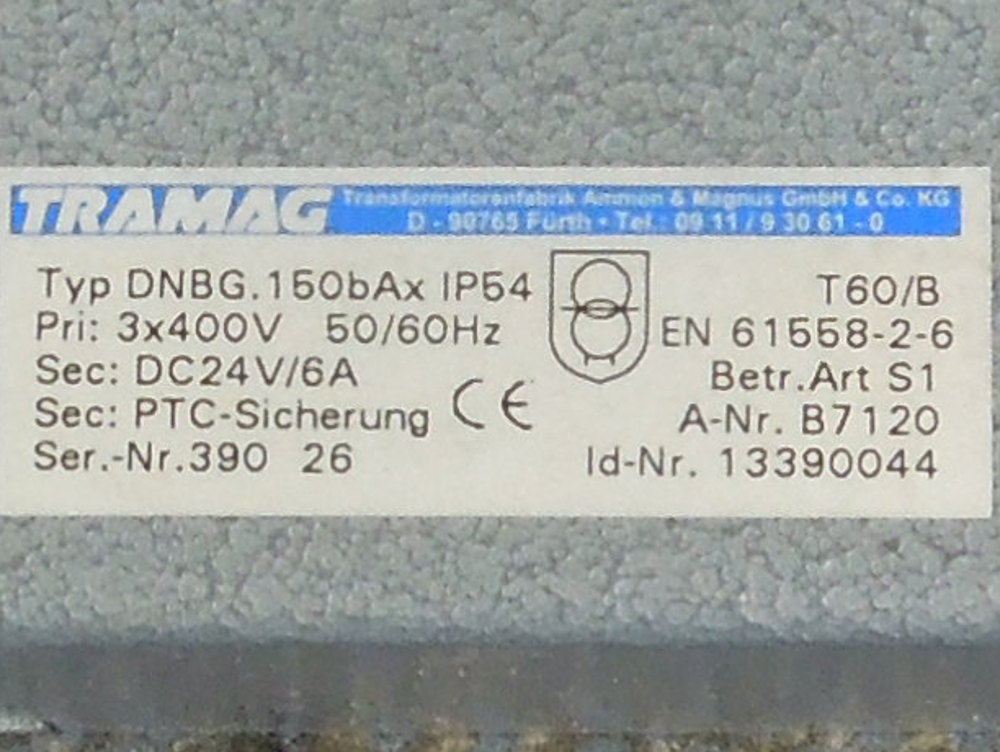 TRAMAG Transformatorenfabrik Ammon & Magnus GmbH & Co. KG
D - 90765 Fürth • Tel.: 09 11 / 9 30 61 - 0
Typ DNBG.150bAx IP54 T60/B
Pri: 3x400V 50/60Hz EN 61558-2-6
Sec: DC24V/6A Betr.Art S1
Sec: PTC-Sicherung CE A-Nr. B7120
Ser.-Nr.390 26 Id-Nr. 13390044